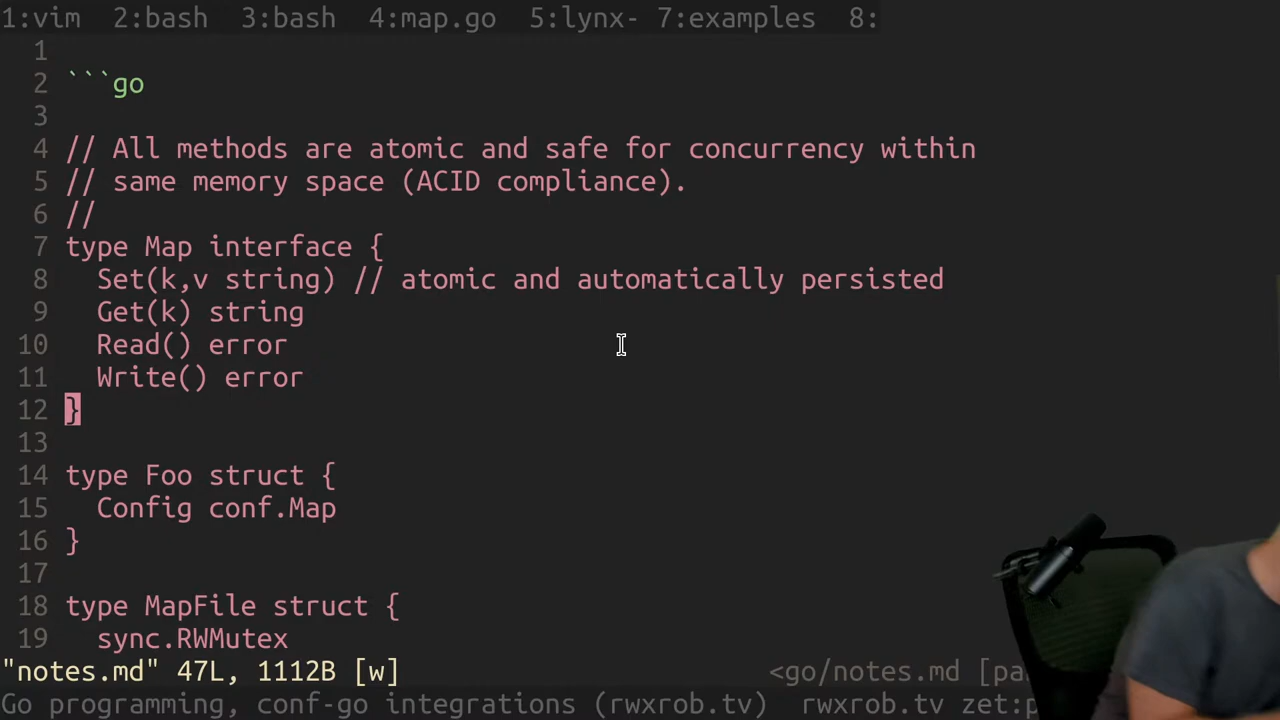 1:vim 2:bash 3:bash 4:map.go 5:lynx- 7:examples 8:
1
2 ```go
3
4 // All methods are atomic and safe for concurrency within
5 // same memory space (ACID compliance).
6 //
7 type Map interface {
8 Set(k,v string) // atomic and automatically persisted
9 Get(k) string
10 Read() error
11 Write() error
12 }
13
14 type Foo struct {
15 Config conf.Map
16 }
17
18 type MapFile struct {
19 sync.RWMutex
"notes.md" 47L, 1112B [w] <go/notes.md [pa
Go programming, conf-go integrations (rwxrob.tv) rwxrob.tv zet:p